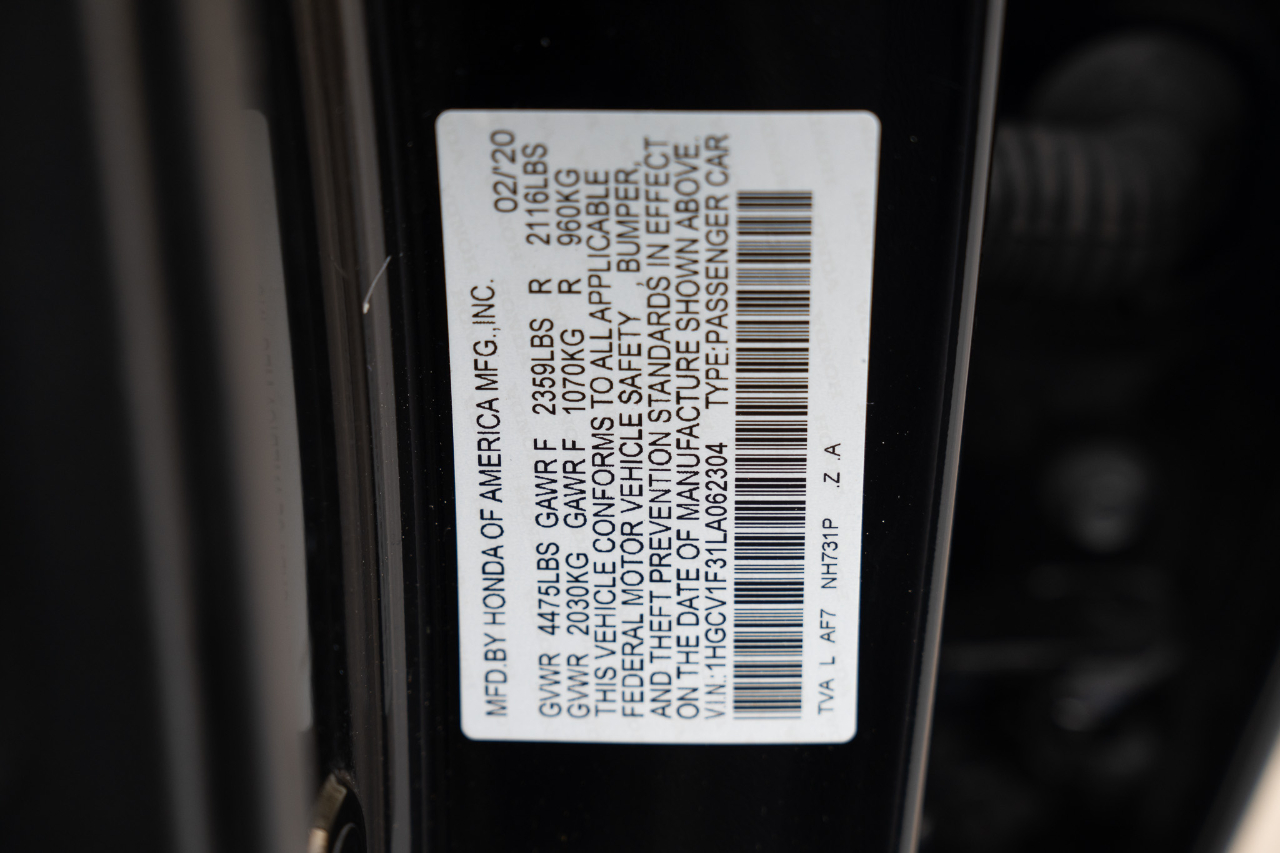 MFD.BY HONDA OF AMERICA MFG.,INC. 02/'20
GVWR 4475LBS GAWR F 2359LBS R 2116LBS
GVWR 2030KG GAWR F 1070KG R 960KG
THIS VEHICLE CONFORMS TO ALL APPLICABLE
FEDERAL MOTOR VEHICLE SAFETY , BUMPER,
AND THEFT PREVENTION STANDARDS, IN EFFECT
ON THE DATE OF MANUFACTURE SHOWN ABOVE.
V.I.N.:1HGCV1F31LA062304 TYPE:PASSENGER CAR
TVA L AF7 NH731P .Z .A